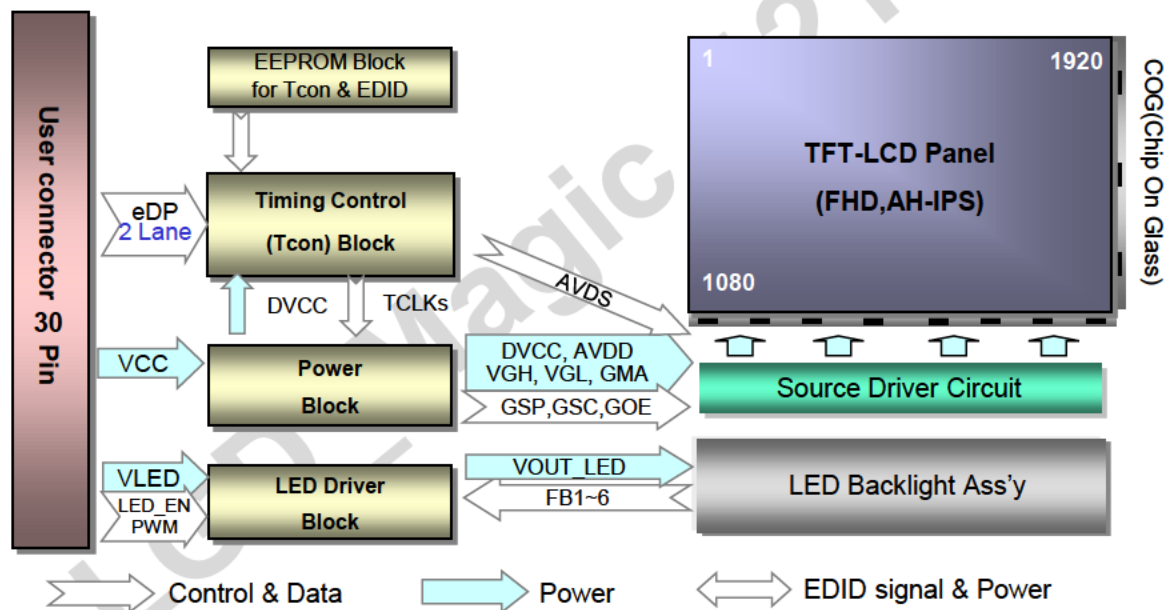 User connector 30 Pin
EEPROM Block
for Tcon & EDID
eDP
2 Lane
Timing Control
(Tcon) Block
DVCC
TCLKs
AVDS
1
1920
TFT-LCD Panel
(FHD,AH-IPS)
1080
COG(Chip On Glass)
VCC
Power
Block
DVCC, AVDD
VGH, VGL, GMA
GSP,GSC,GOE
Source Driver Circuit
VLED
LED_EN
PWM
LED Driver
Block
VOUT_LED
FB1~6
LED Backlight Ass'y
Control & Data
Power
EDID signal & Power